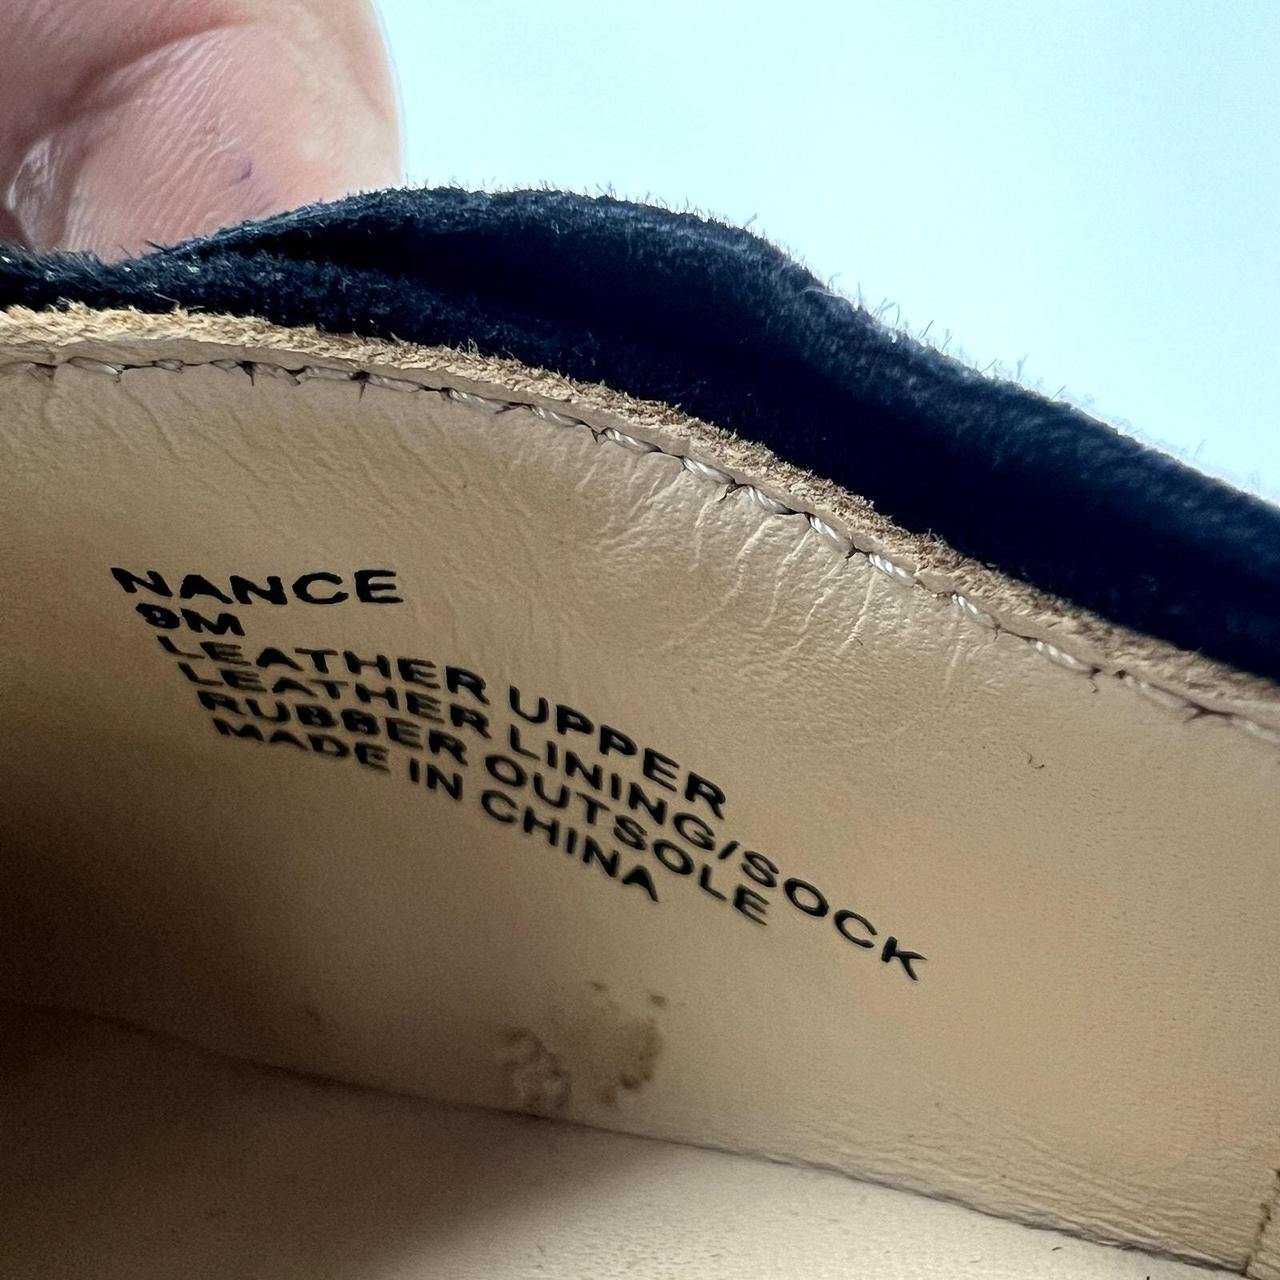 NANCE
9M
LEATHER UPPER
LEATHER LINING/SOCK
RUBBER OUTSOLE
MADE IN CHINA